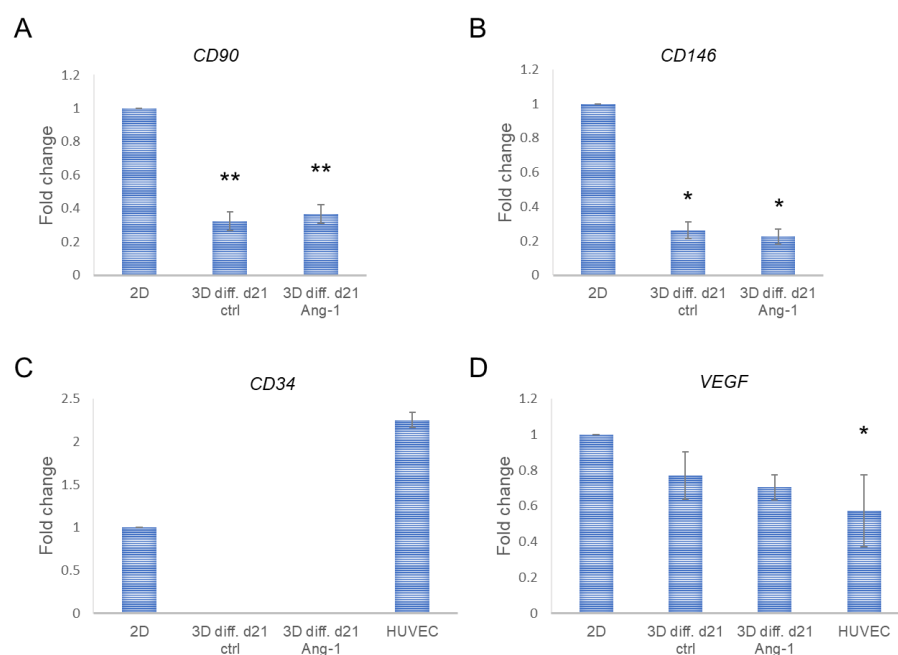 A
CD90
Fold change
1.2
1
0.8
0.6
0.4
0.2
0
**
**
2D
3D diff. d21
ctrl
3D diff. d21
Ang-1
B
CD146
Fold change
1.2
1
0.8
0.6
0.4
0.2
0
*
*
2D
3D diff. d21
ctrl
3D diff. d21
Ang-1
C
CD34
Fold change
2.5
2
1.5
1
0.5
0
2D
3D diff. d21
ctrl
3D diff. d21
Ang-1
HUVEC
D
VEGF
Fold change
1.2
1
0.8
0.6
0.4
0.2
0
*
2D
3D diff. d21
ctrl
3D diff. d21
Ang-1
HUVEC